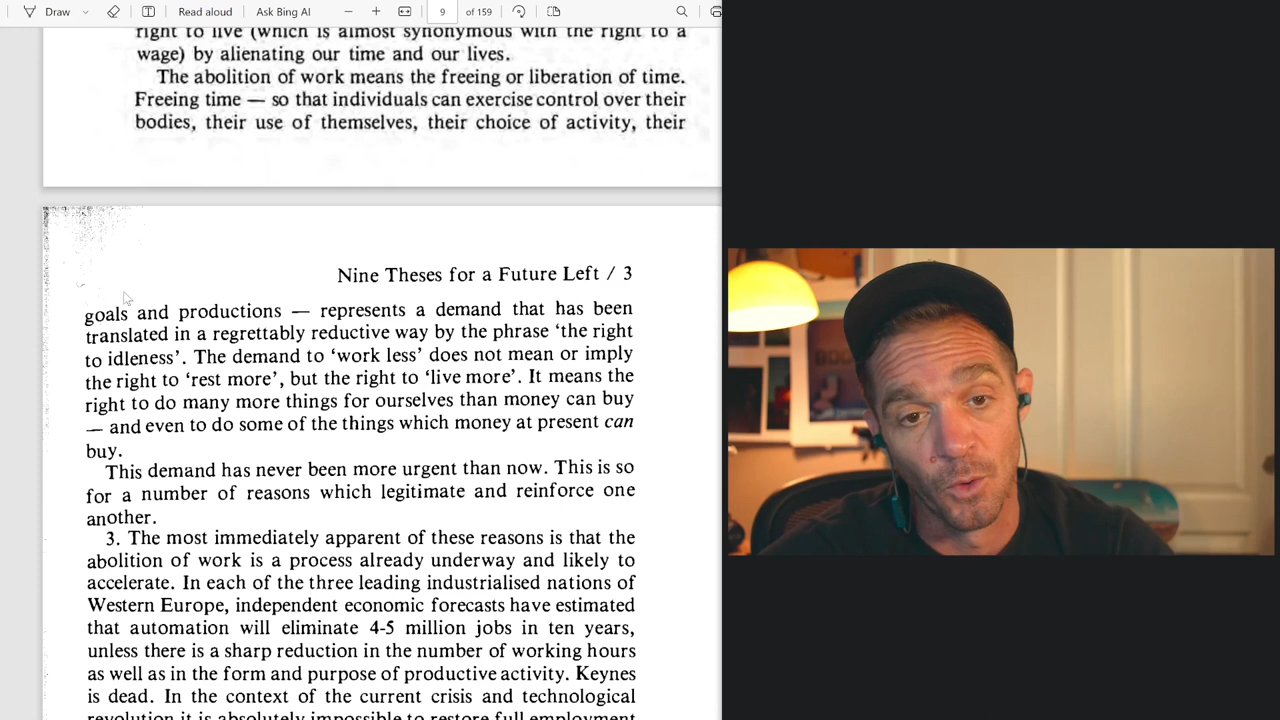 Draw
Read aloud
Ask Bing AI
9
of 159
right to live (which is almost synonymous with the right to a
wage) by alienating our time and our lives.
The abolition of work means the freeing or liberation of time.
Freeing time — so that individuals can exercise control over their
bodies, their use of themselves, their choice of activity, their
Nine Theses for a Future Left / 3
goals and productions — represents a demand that has been
translated in a regrettably reductive way by the phrase ‘the right
to idleness’. The demand to ‘work less’ does not mean or imply
the right to ‘rest more’, but the right to ‘live more’. It means the
right to do many more things for ourselves than money can buy
— and even to do some of the things which money at present can
buy.
This demand has never been more urgent than now. This is so
for a number of reasons which legitimate and reinforce one
another.
3. The most immediately apparent of these reasons is that the
abolition of work is a process already underway and likely to
accelerate. In each of the three leading industrialised nations of
Western Europe, independent economic forecasts have estimated
that automation will eliminate 4-5 million jobs in ten years,
unless there is a sharp reduction in the number of working hours
as well as in the form and purpose of productive activity. Keynes
is dead. In the context of the current crisis and technological
revolution it is absolutely impossible to restore full employment